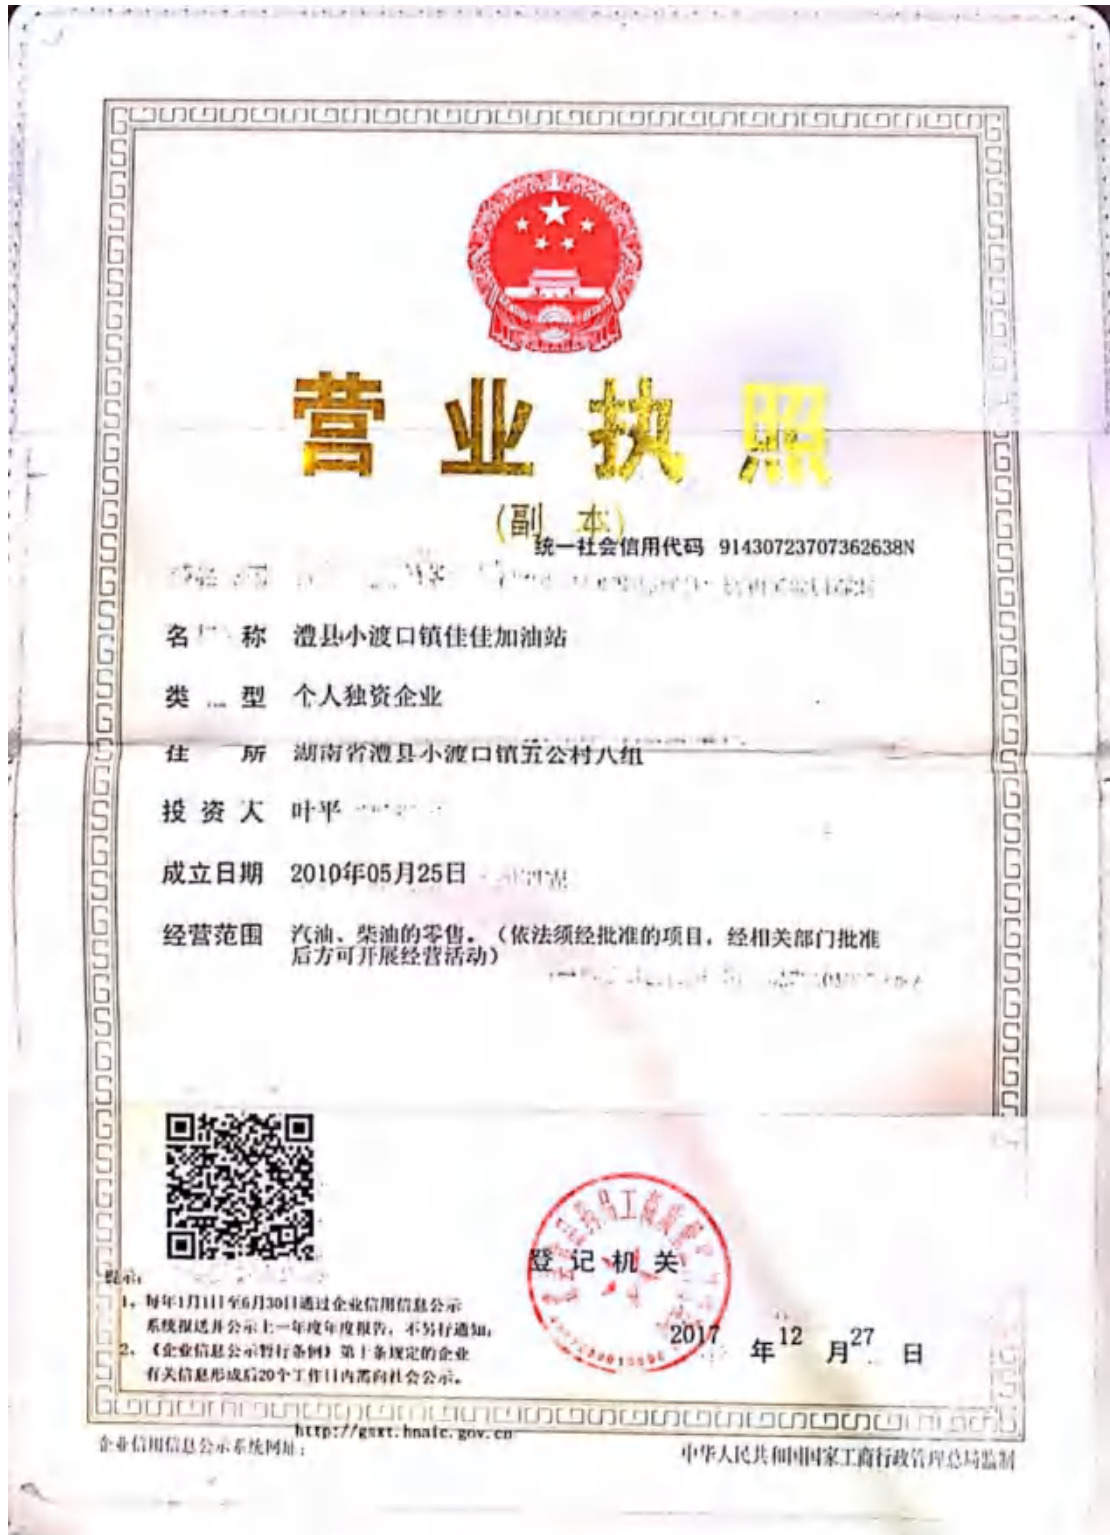 营业执照
(副 本)
统一社会信用代码 91430723707362638N
名 称 澧县小渡口镇佳佳加油站
类 型 个人独资企业
住 所 湖南省澧县小渡口镇五公村八组
投资人 叶平
成立日期 2010年05月25日
经营范围 汽油、柴油的零售。（依法须经批准的项目，经相关部门批准
后方可开展经营活动）
登记机关
2017 年 12 月 27 日
提示：
1、每年1月1日至6月30日通过企业信用信息公示
系统报送并公示上一年度年度报告，不另行通知；
2、《企业信息公示暂行条例》第十条规定的企业
有关信息形成后20个工作日内需向社会公示。
http://gsxt.hnaic.gov.cn
企业信用信息公示系统网址：
中华人民共和国国家工商行政管理总局监制